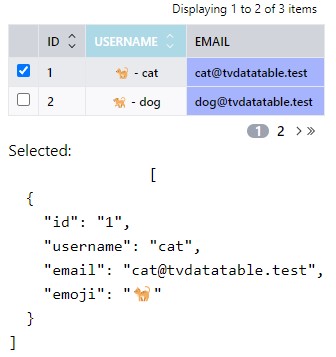 Displaying 1 to 2 of 3 items
ID USERNAME EMAIL
1 🐈 - cat cat@tvdatatable.test
2 🐈 - dog dog@tvdatatable.test
1 2 > >>
Selected:
[
{
"id": "1",
"username": "cat",
"email": "cat@tvdatatable.test",
"emoji": "🐈"
}
]